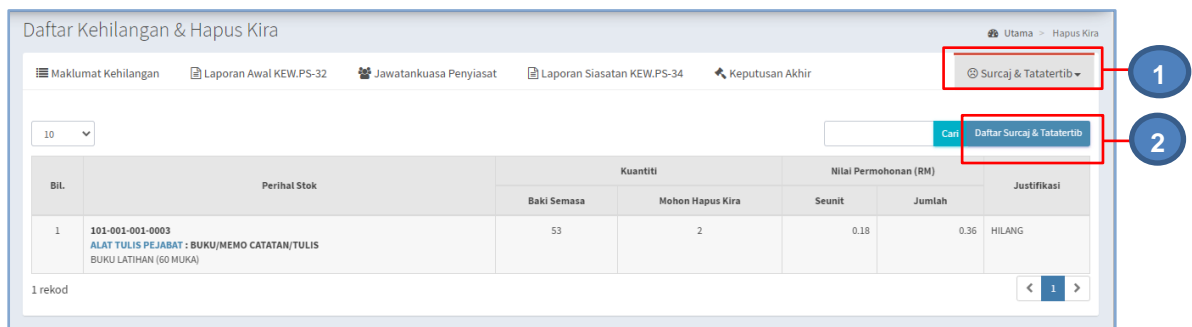 Daftar Kehilangan & Hapus Kira
Utama > Hapus Kira
Maklumat Kehilangan Laporan Awal KEW.PS-32 Jawatankuasa Penyiasat Laporan Siasatan KEW.PS-34 Keputusan Akhir Surcaj & Tatatertib
1
10 Cari Daftar Surcaj & Tatatertib
2
Bil. Perihal Stok Kuantiti Nilai Permohonan (RM) Justifikasi
Baki Semasa Mohon Hapus Kira Seunit Jumlah
1 101-001-001-0003 53 2 0.18 0.36 HILANG
ALAT TULIS PEJABAT : BUKU/MEMO CATATAN/TULIS
BUKU LATIHAN (60 MUKA)
1 rekod < 1 >